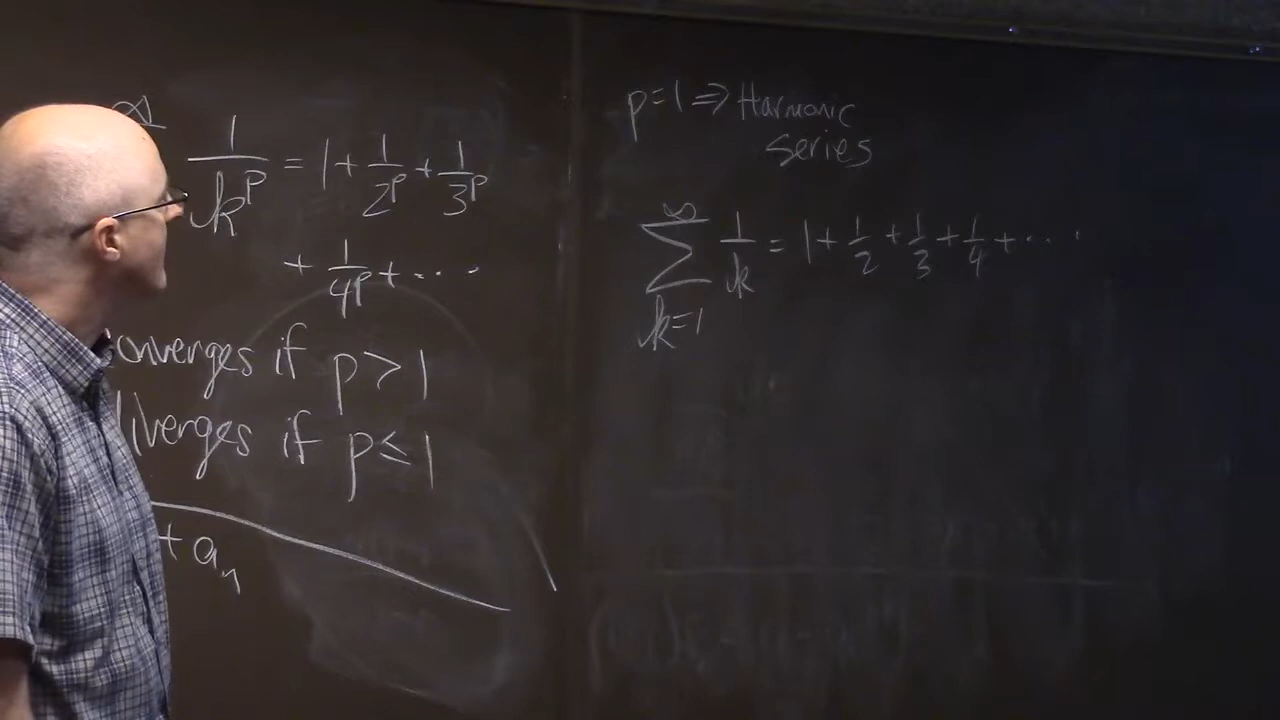 ∞
1/k^p = 1 + 1/2^p + 1/3^p
+ 1/4^p + ...
onverges if p > 1
iverges if p ≤ 1
+ a_n
p=1 ⇒ Harmonic
series
∞
∑ 1/k = 1 + 1/2 + 1/3 + 1/4 + ....
k=1